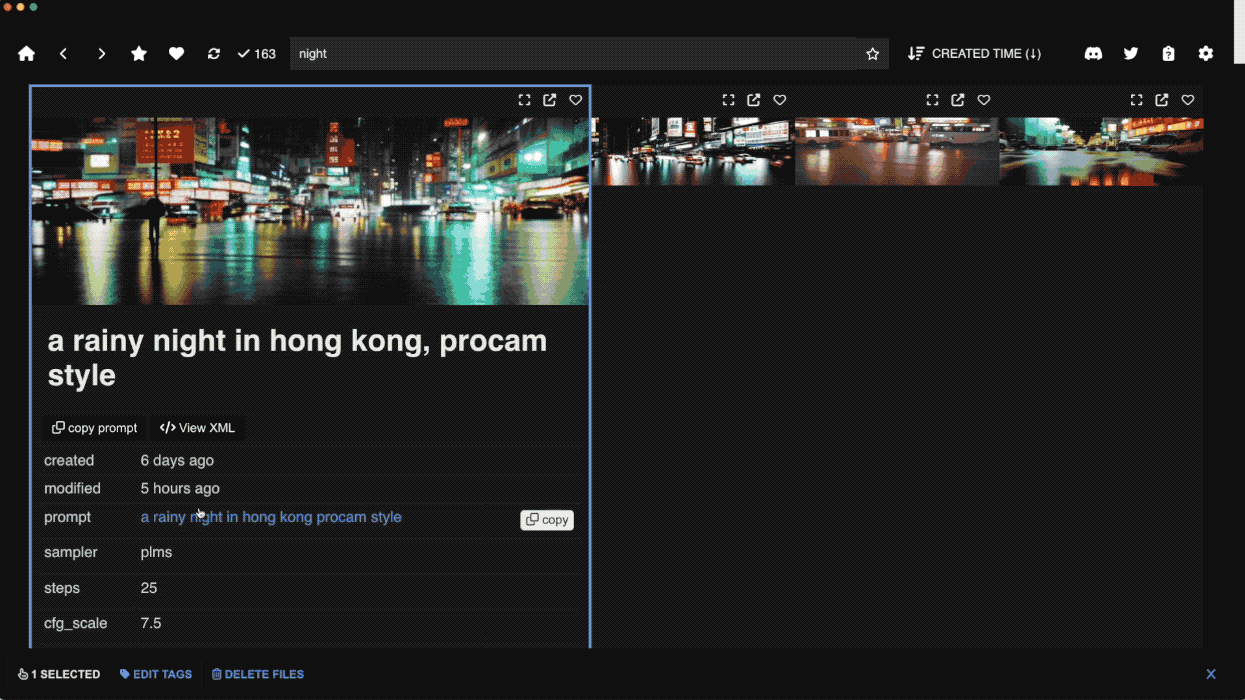 163
night
CREATED TIME (↓)
a rainy night in hong kong, procam
style
copy prompt
</> View XML
created 6 days ago
modified 5 hours ago
prompt a rainy night in hong kong procam style copy
sampler plms
steps 25
cfg_scale 7.5
1 SELECTED EDIT TAGS DELETE FILES